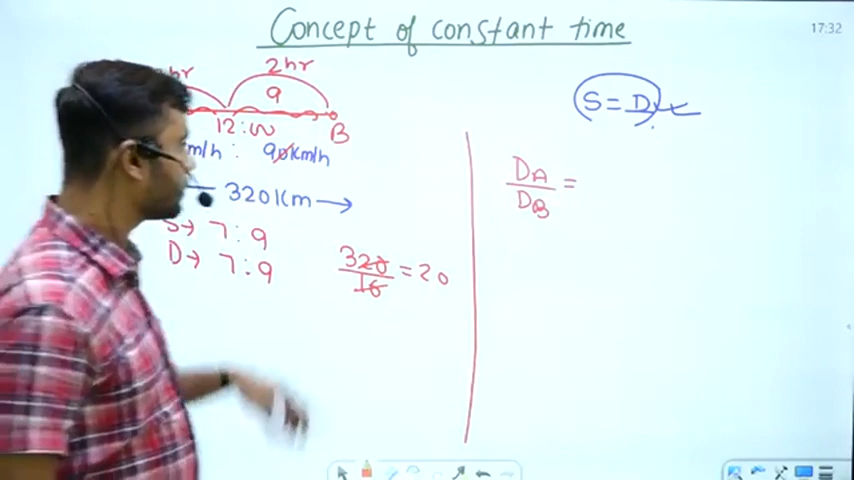 Concept of constant time
17:32
hr 2hr
9
12:00 B
m/h : 90km/h
320km
S→ 7:9
D→ 7:9
320/16 = 20
S = D
DA/DB =